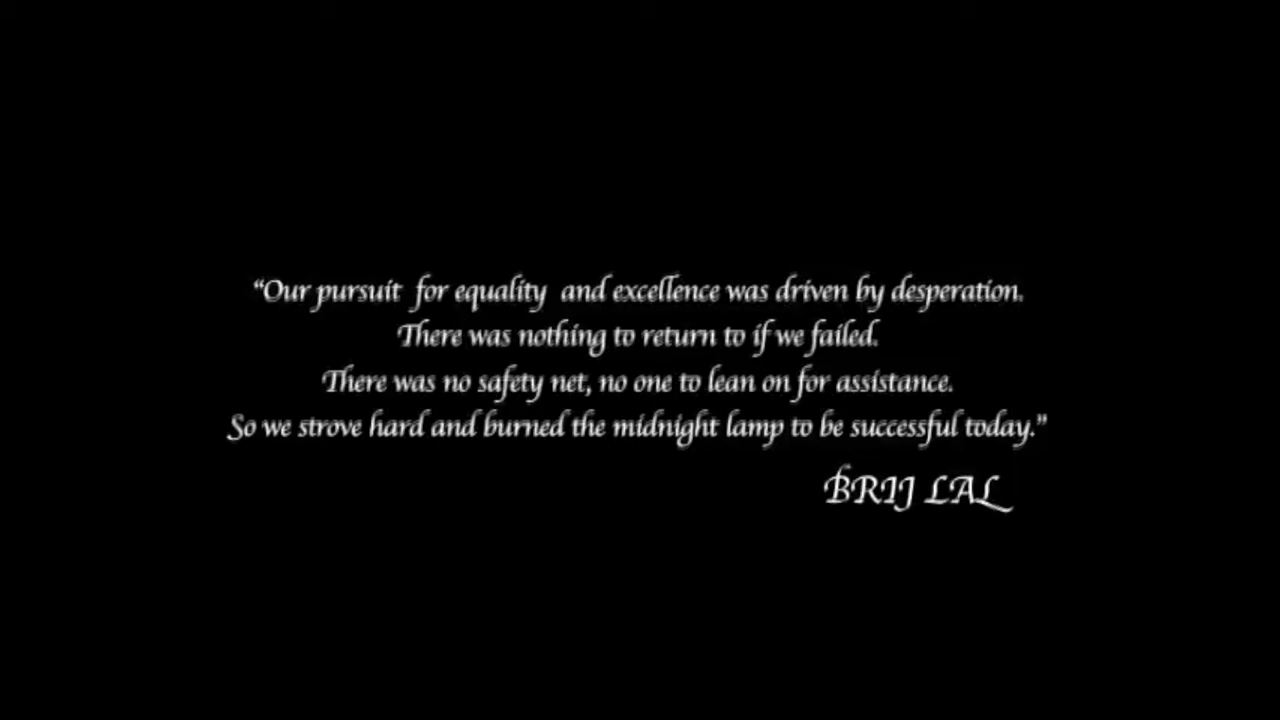 “Our pursuit for equality and excellence was driven by desperation.
There was nothing to return to if we failed.
There was no safety net, no one to lean on for assistance.
So we strove hard and burned the midnight lamp to be successful today.”
BRIJ LAL